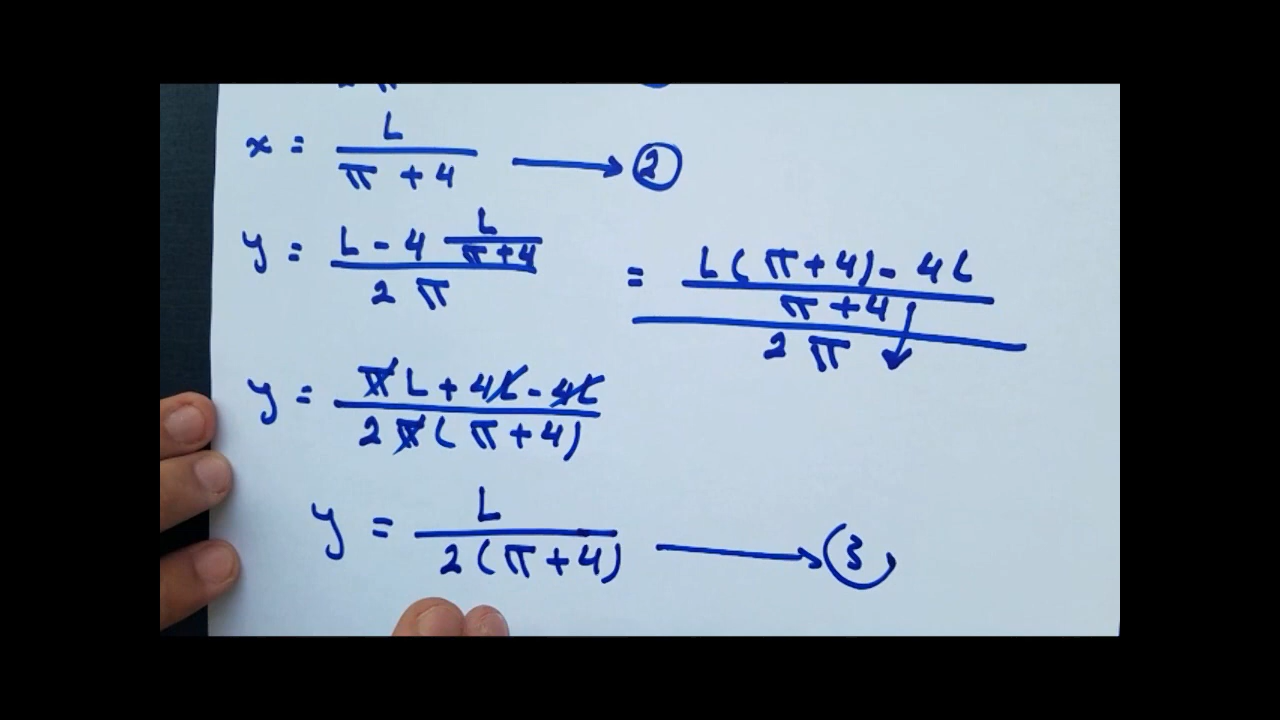 x = L / (π + 4) → ②
y = (L - 4 L/(π+4)) / (2π) = ((L(π+4) - 4L) / (π+4)) / (2π)
y = (πL + 4L - 4L) / (2π(π+4))
y = L / (2(π+4)) → ③